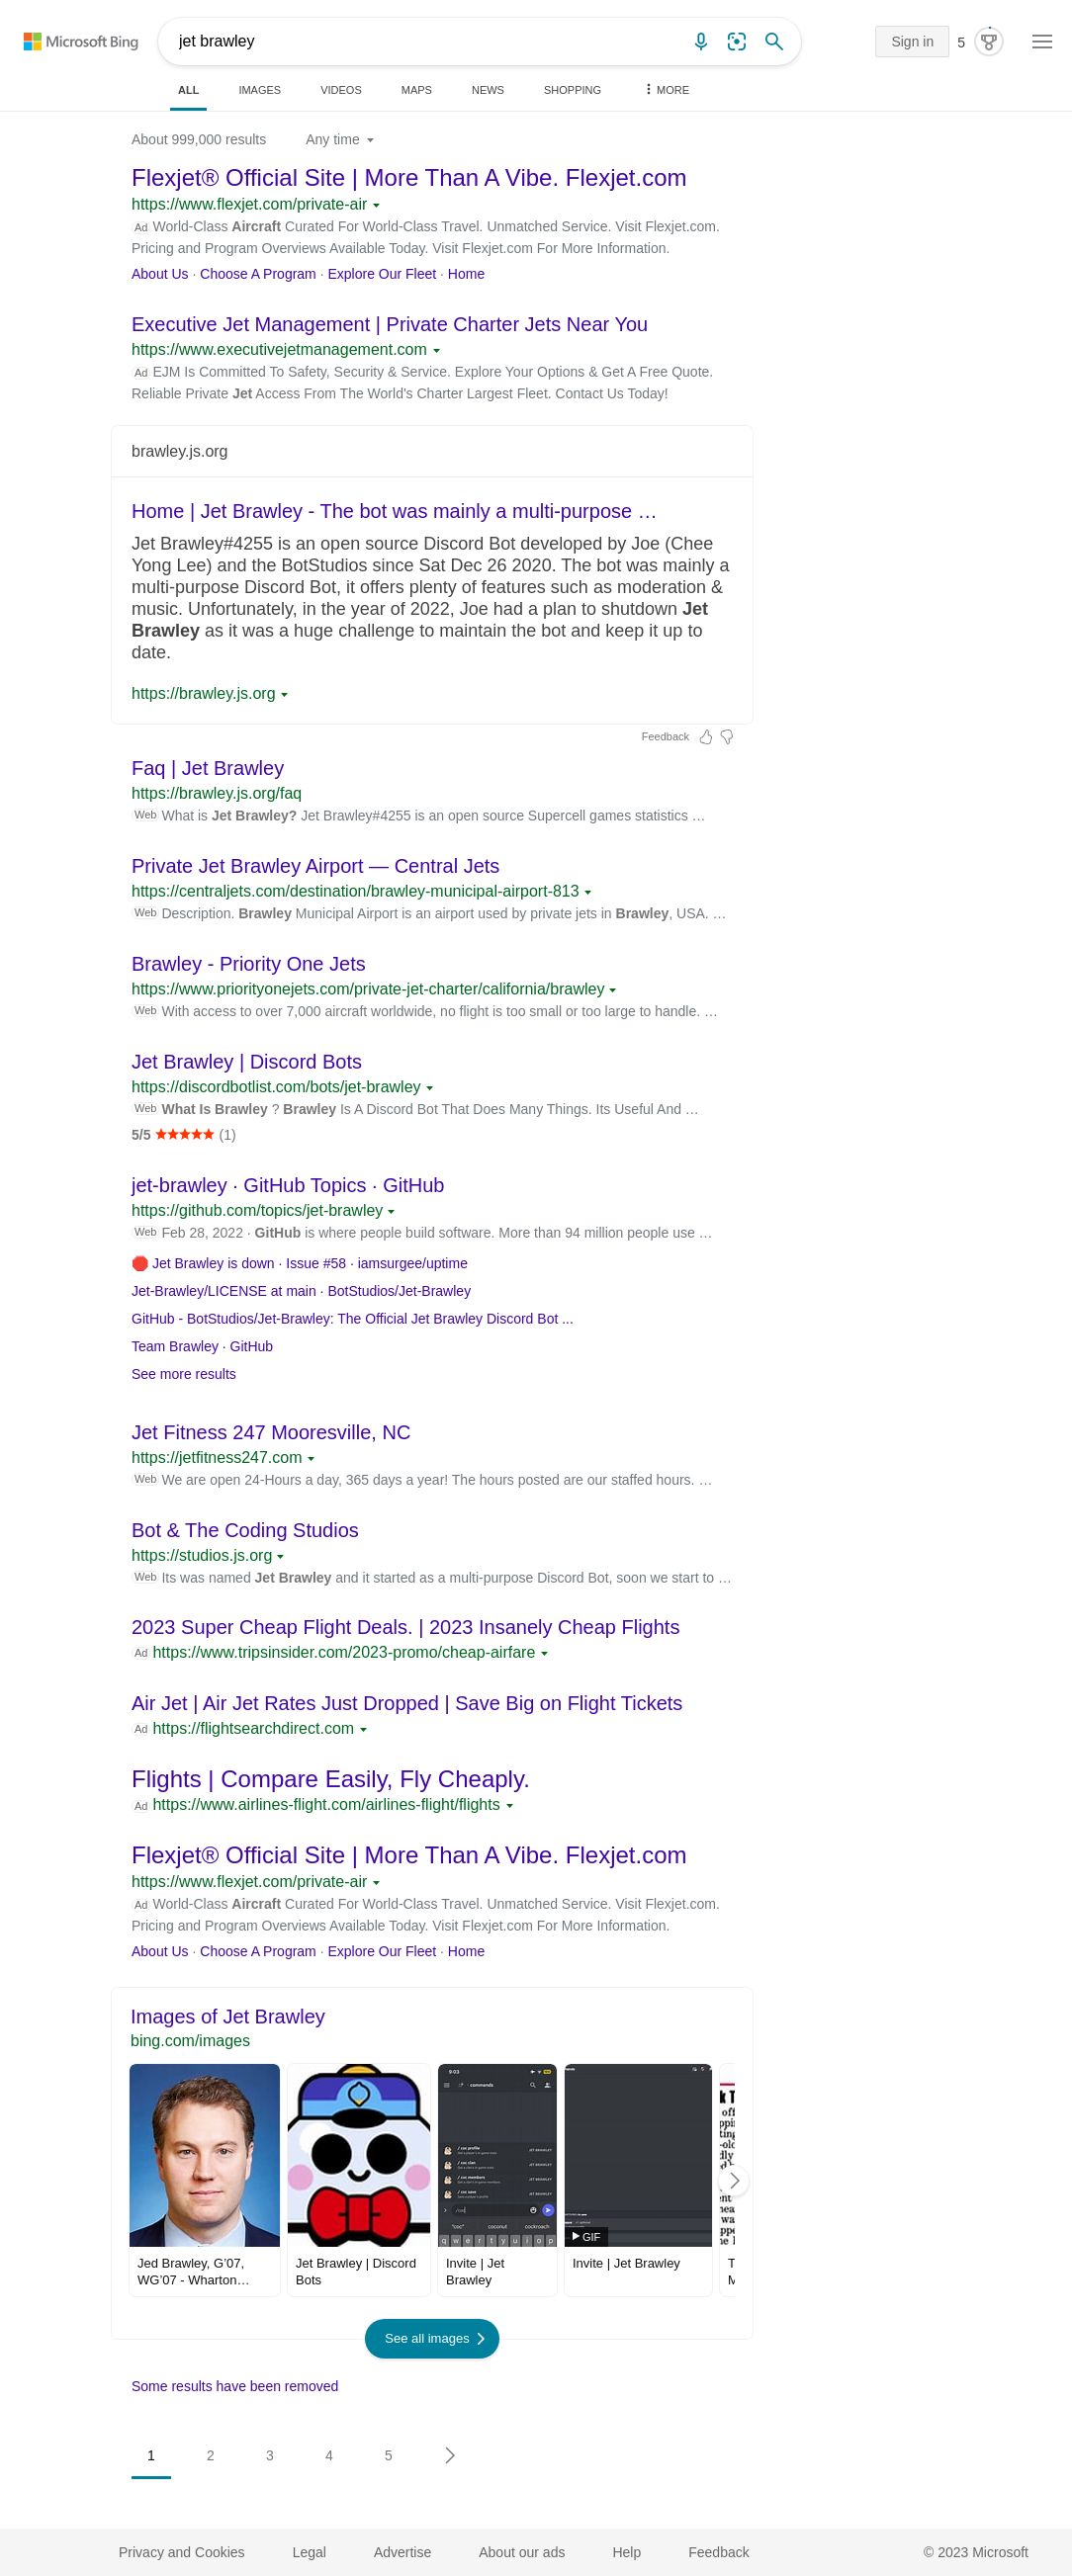 Microsoft Bing
jet brawley
Sign in
5
ALL
IMAGES
VIDEOS
MAPS
NEWS
SHOPPING
MORE
About 999,000 results
Any time
Flexjet® Official Site | More Than A Vibe. Flexjet.com
https://www.flexjet.com/private-air
Ad World-Class Aircraft Curated For World-Class Travel. Unmatched Service. Visit Flexjet.com.
Pricing and Program Overviews Available Today. Visit Flexjet.com For More Information.
About Us · Choose A Program · Explore Our Fleet · Home
Executive Jet Management | Private Charter Jets Near You
https://www.executivejetmanagement.com
Ad EJM Is Committed To Safety, Security & Service. Explore Your Options & Get A Free Quote.
Reliable Private Jet Access From The World's Charter Largest Fleet. Contact Us Today!
brawley.js.org
Home | Jet Brawley - The bot was mainly a multi-purpose …
Jet Brawley#4255 is an open source Discord Bot developed by Joe (Chee
Yong Lee) and the BotStudios since Sat Dec 26 2020. The bot was mainly a
multi-purpose Discord Bot, it offers plenty of features such as moderation &
music. Unfortunately, in the year of 2022, Joe had a plan to shutdown Jet
Brawley as it was a huge challenge to maintain the bot and keep it up to
date.
https://brawley.js.org
Feedback
Faq | Jet Brawley
https://brawley.js.org/faq
Web What is Jet Brawley? Jet Brawley#4255 is an open source Supercell games statistics …
Private Jet Brawley Airport — Central Jets
https://centraljets.com/destination/brawley-municipal-airport-813
Web Description. Brawley Municipal Airport is an airport used by private jets in Brawley, USA. …
Brawley - Priority One Jets
https://www.priorityonejets.com/private-jet-charter/california/brawley
Web With access to over 7,000 aircraft worldwide, no flight is too small or too large to handle. …
Jet Brawley | Discord Bots
https://discordbotlist.com/bots/jet-brawley
Web What Is Brawley ? Brawley Is A Discord Bot That Does Many Things. Its Useful And …
5/5 ★★★★★ (1)
jet-brawley · GitHub Topics · GitHub
https://github.com/topics/jet-brawley
Web Feb 28, 2022 · GitHub is where people build software. More than 94 million people use …
🛑 Jet Brawley is down · Issue #58 · iamsurgee/uptime
Jet-Brawley/LICENSE at main · BotStudios/Jet-Brawley
GitHub - BotStudios/Jet-Brawley: The Official Jet Brawley Discord Bot ...
Team Brawley · GitHub
See more results
Jet Fitness 247 Mooresville, NC
https://jetfitness247.com
Web We are open 24-Hours a day, 365 days a year! The hours posted are our staffed hours. …
Bot & The Coding Studios
https://studios.js.org
Web Its was named Jet Brawley and it started as a multi-purpose Discord Bot, soon we start to …
2023 Super Cheap Flight Deals. | 2023 Insanely Cheap Flights
Ad https://www.tripsinsider.com/2023-promo/cheap-airfare
Air Jet | Air Jet Rates Just Dropped | Save Big on Flight Tickets
Ad https://flightsearchdirect.com
Flights | Compare Easily, Fly Cheaply.
Ad https://www.airlines-flight.com/airlines-flight/flights
Flexjet® Official Site | More Than A Vibe. Flexjet.com
https://www.flexjet.com/private-air
Ad World-Class Aircraft Curated For World-Class Travel. Unmatched Service. Visit Flexjet.com.
Pricing and Program Overviews Available Today. Visit Flexjet.com For More Information.
About Us · Choose A Program · Explore Our Fleet · Home
Images of Jet Brawley
bing.com/images
9:03
commands
/ coc profile
JET BRAWLEY
/ coc clan
JET BRAWLEY
/ coc members
JET BRAWLEY
/ coc save
JET BRAWLEY
/coc
"coc" coconut cockroach
q w e r t y u i o p
GIF
Jed Brawley, G'07,
WG'07 - Wharton…
Jet Brawley | Discord
Bots
Invite | Jet
Brawley
Invite | Jet Brawley
See all images
Some results have been removed
1 2 3 4 5
Privacy and Cookies
Legal
Advertise
About our ads
Help
Feedback
© 2023 Microsoft